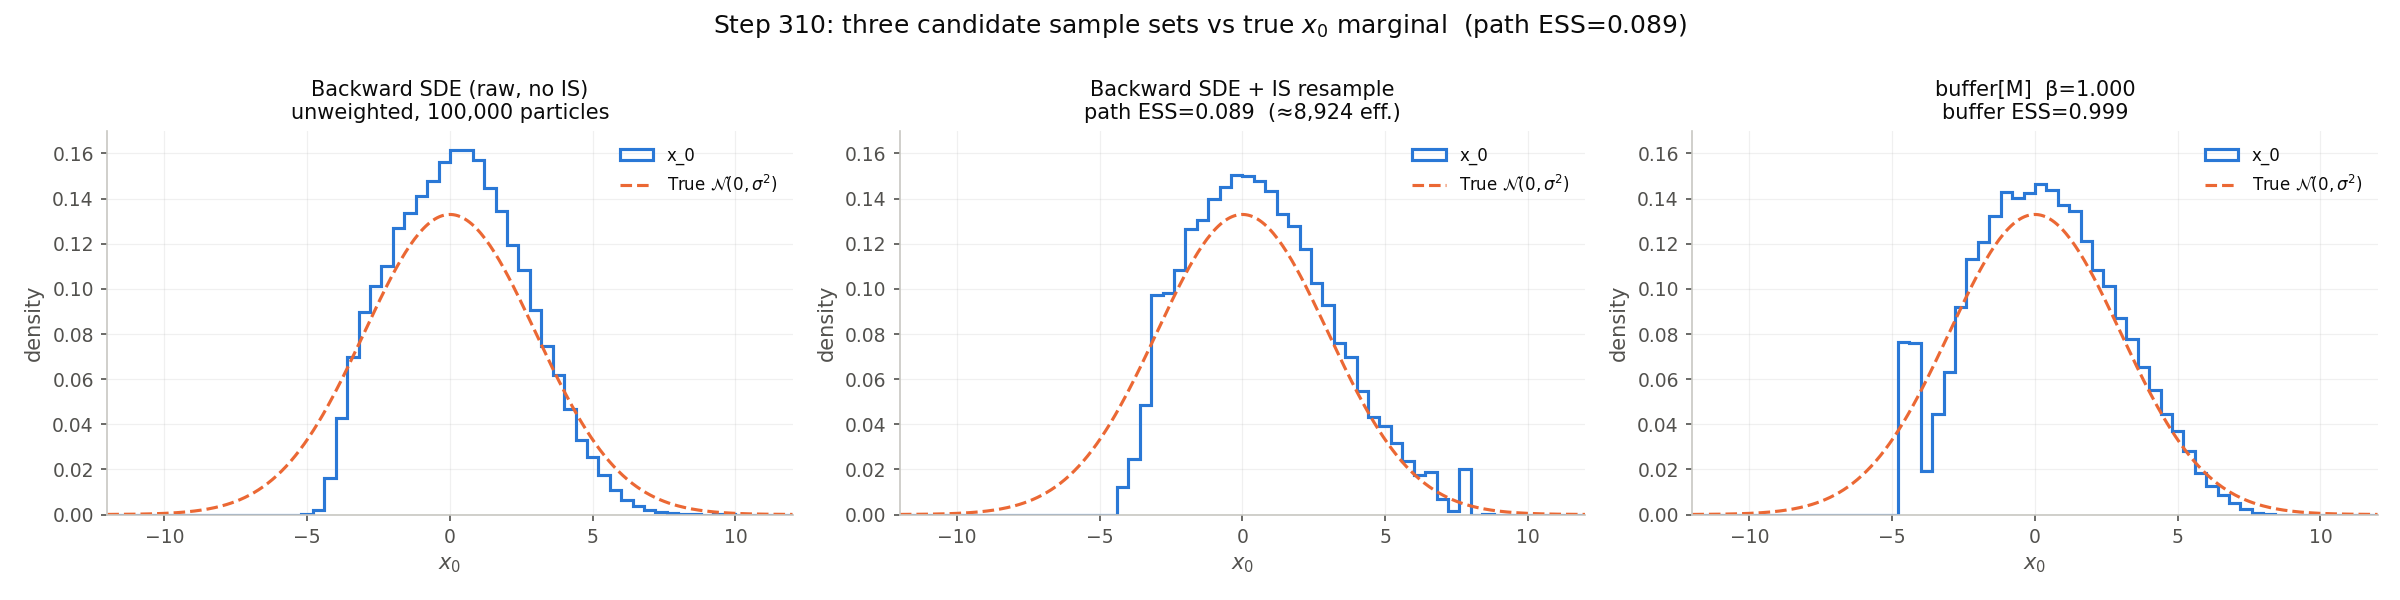 Step 310: three candidate sample sets vs true x₀ marginal (path ESS=0.089)
Backward SDE (raw, no IS)
unweighted, 100,000 particles
0.16
0.14
0.12
0.10
0.08
0.06
0.04
0.02
0.00
density
x_0
True 𝒩(0, σ²)
−10
−5
0
5
10
x₀
Backward SDE + IS resample
path ESS=0.089 (≈8,924 eff.)
0.16
0.14
0.12
0.10
0.08
0.06
0.04
0.02
0.00
density
x_0
True 𝒩(0, σ²)
−10
−5
0
5
10
x₀
buffer[M] β=1.000
buffer ESS=0.999
0.16
0.14
0.12
0.10
0.08
0.06
0.04
0.02
0.00
density
x_0
True 𝒩(0, σ²)
−10
−5
0
5
10
x₀